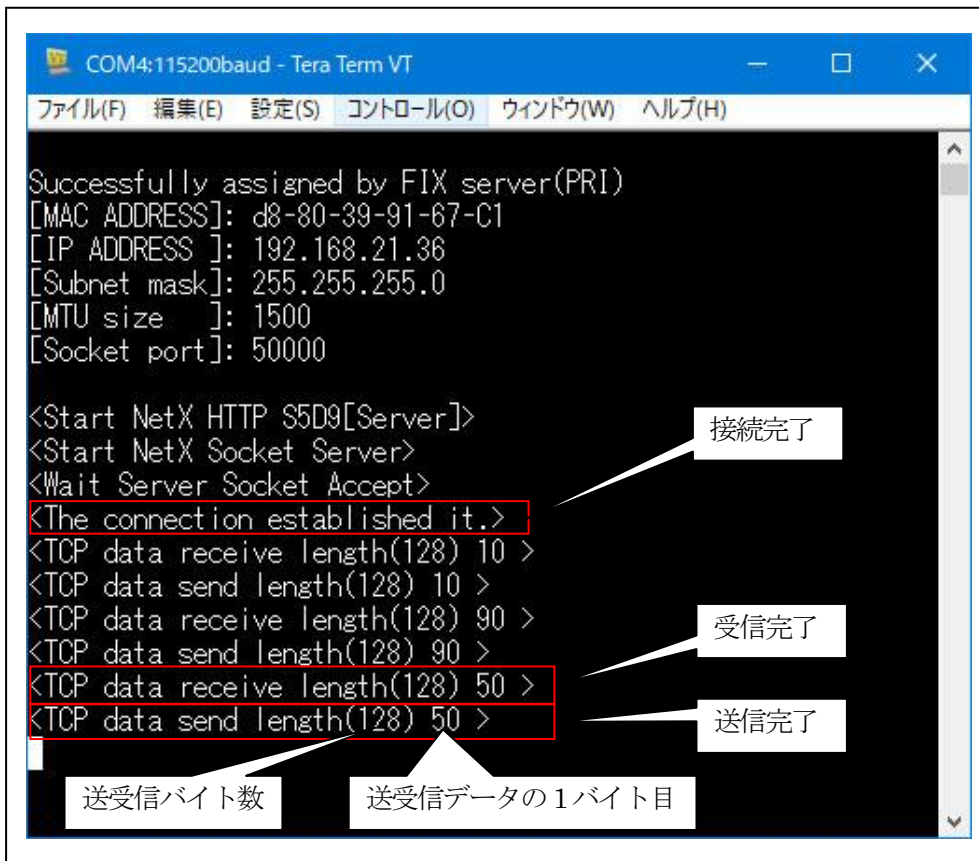 COM4:115200baud - Tera Term VT
ファイル(F) 編集(E) 設定(S) コントロール(O) ウィンドウ(W) ヘルプ(H)
Successfully assigned by FIX server(PRI)
[MAC ADDRESS]: d8-80-39-91-67-C1
[IP ADDRESS ]: 192.168.21.36
[Subnet mask]: 255.255.255.0
[MTU size   ]: 1500
[Socket port]: 50000
<Start NetX HTTP S5D9[Server]>
接続完了
<Start NetX Socket Server>
<Wait Server Socket Accept>
<The connection established it.>
<TCP data receive length(128) 10 >
<TCP data send length(128) 10 >
<TCP data receive length(128) 90 >
受信完了
<TCP data send length(128) 90 >
<TCP data receive length(128) 50 >
<TCP data send length(128) 50 >
送信完了
送受信バイト数
送受信データの１バイト目